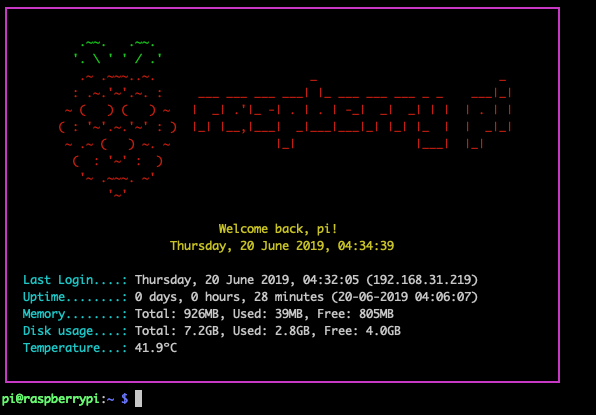 raspberry pi
Welcome back, pi!
Thursday, 20 June 2019, 04:34:39
Last Login....: Thursday, 20 June 2019, 04:32:05 (192.168.31.219)
Uptime........: 0 days, 0 hours, 28 minutes (20-06-2019 04:06:07)
Memory........: Total: 926MB, Used: 39MB, Free: 805MB
Disk usage....: Total: 7.2GB, Used: 2.8GB, Free: 4.0GB
Temperature...: 41.9ºC
pi@raspberrypi:~ $